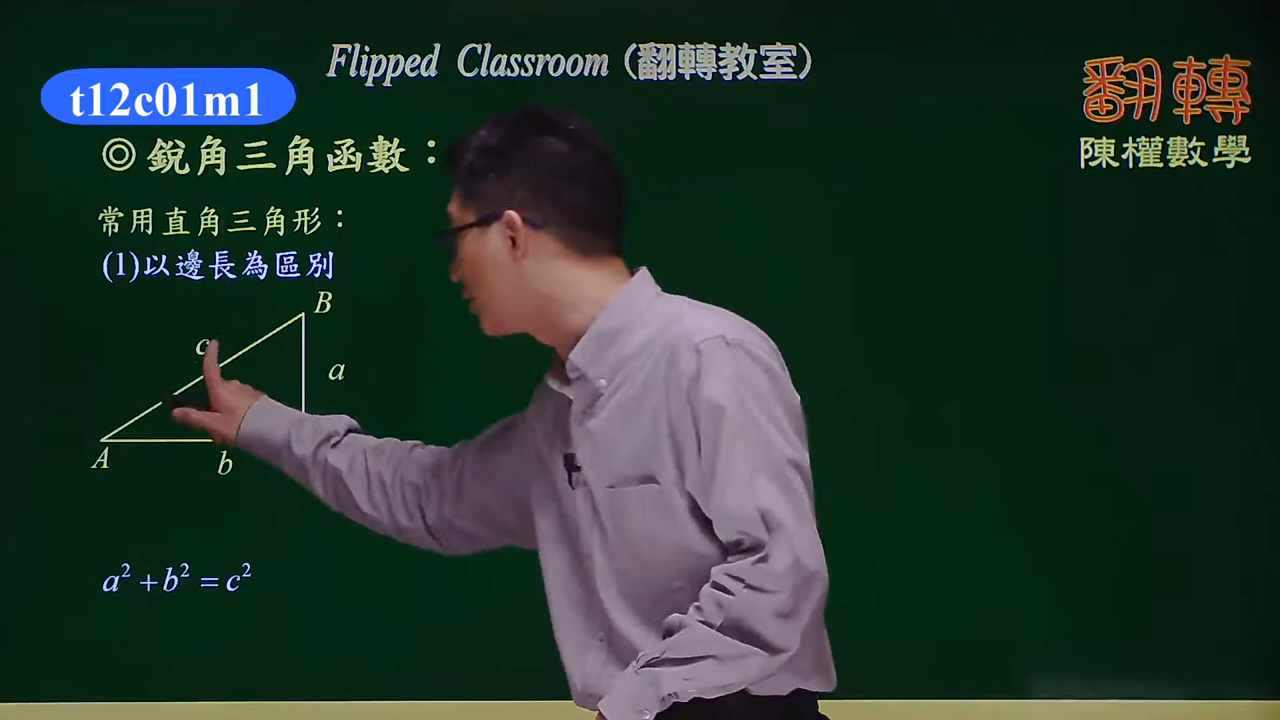 Flipped Classroom (翻轉教室)
翻轉
陳權數學
t12c01m1
◎銳角三角函數：
常用直角三角形：
(1)以邊長為區別
B
c
a
A
b
a² + b² = c²